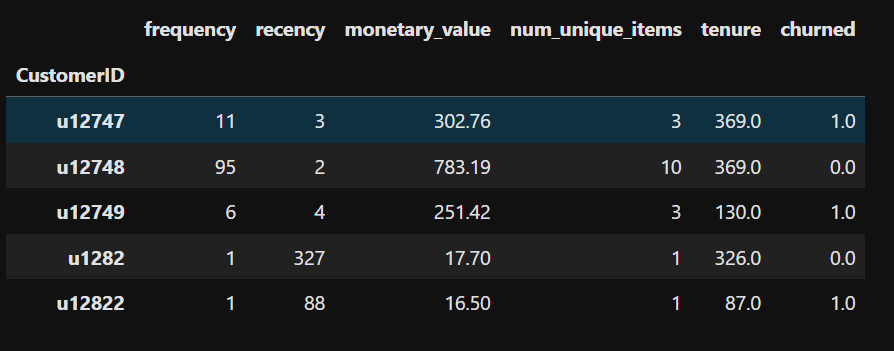 frequency recency monetary_value num_unique_items tenure churned
CustomerID
u12747 11 3 302.76 3 369.0 1.0
u12748 95 2 783.19 10 369.0 0.0
u12749 6 4 251.42 3 130.0 1.0
u1282 1 327 17.70 1 326.0 0.0
u12822 1 88 16.50 1 87.0 1.0